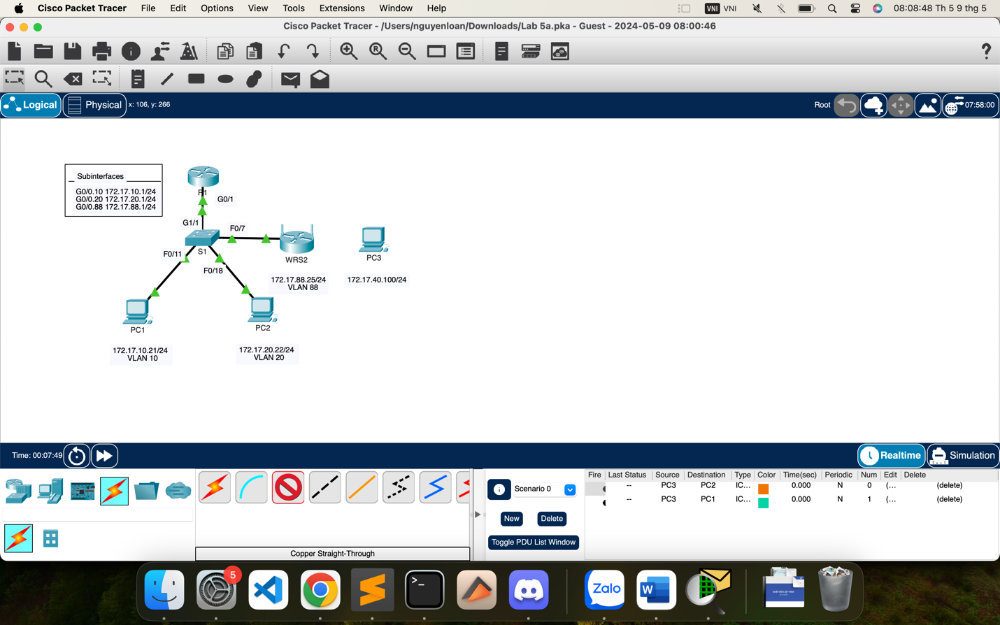 Cisco Packet Tracer File Edit Options View Tools Extensions Window Help VNI VNI 08:08:48 Th 5 9 thg 5
Cisco Packet Tracer - /Users/nguyenloan/Downloads/Lab 5a.pka - Guest - 2024-05-09 08:00:46
Logical Physical x: 106, y: 266 Root 07:58:00
Subinterfaces
G0/0.10 172.17.10.1/24
G0/0.20 172.17.20.1/24
G0/0.88 172.17.88.1/24
R1
G0/1
G1/1
F0/7
S1
F0/11
F0/18
WRS2
172.17.88.25/24
VLAN 88
PC3
172.17.40.100/24
PC1
172.17.10.21/24
VLAN 10
PC2
172.17.20.22/24
VLAN 20
Time: 00:07:49 Realtime Simulation
Scenario 0
New Delete
Toggle PDU List Window
Fire Last Status Source Destination Type Color Time(sec) Periodic Num Edit Delete
-- PC3 PC2 IC... 0.000 N 0 (... (delete)
-- PC3 PC1 IC... 0.000 N 1 (... (delete)
Copper Straight-Through
5
>_
Zalo
W